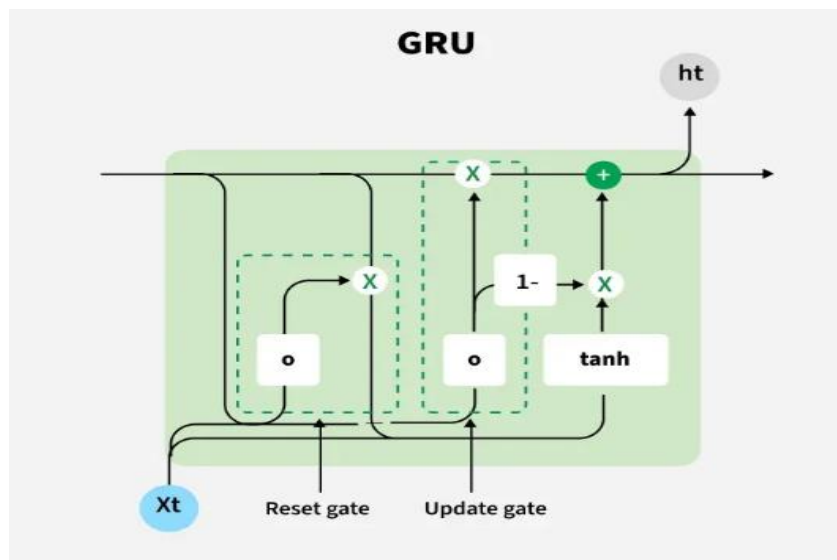 GRU
ht
X
+
1-
X
X
o
o
tanh
Xt
Reset gate
Update gate